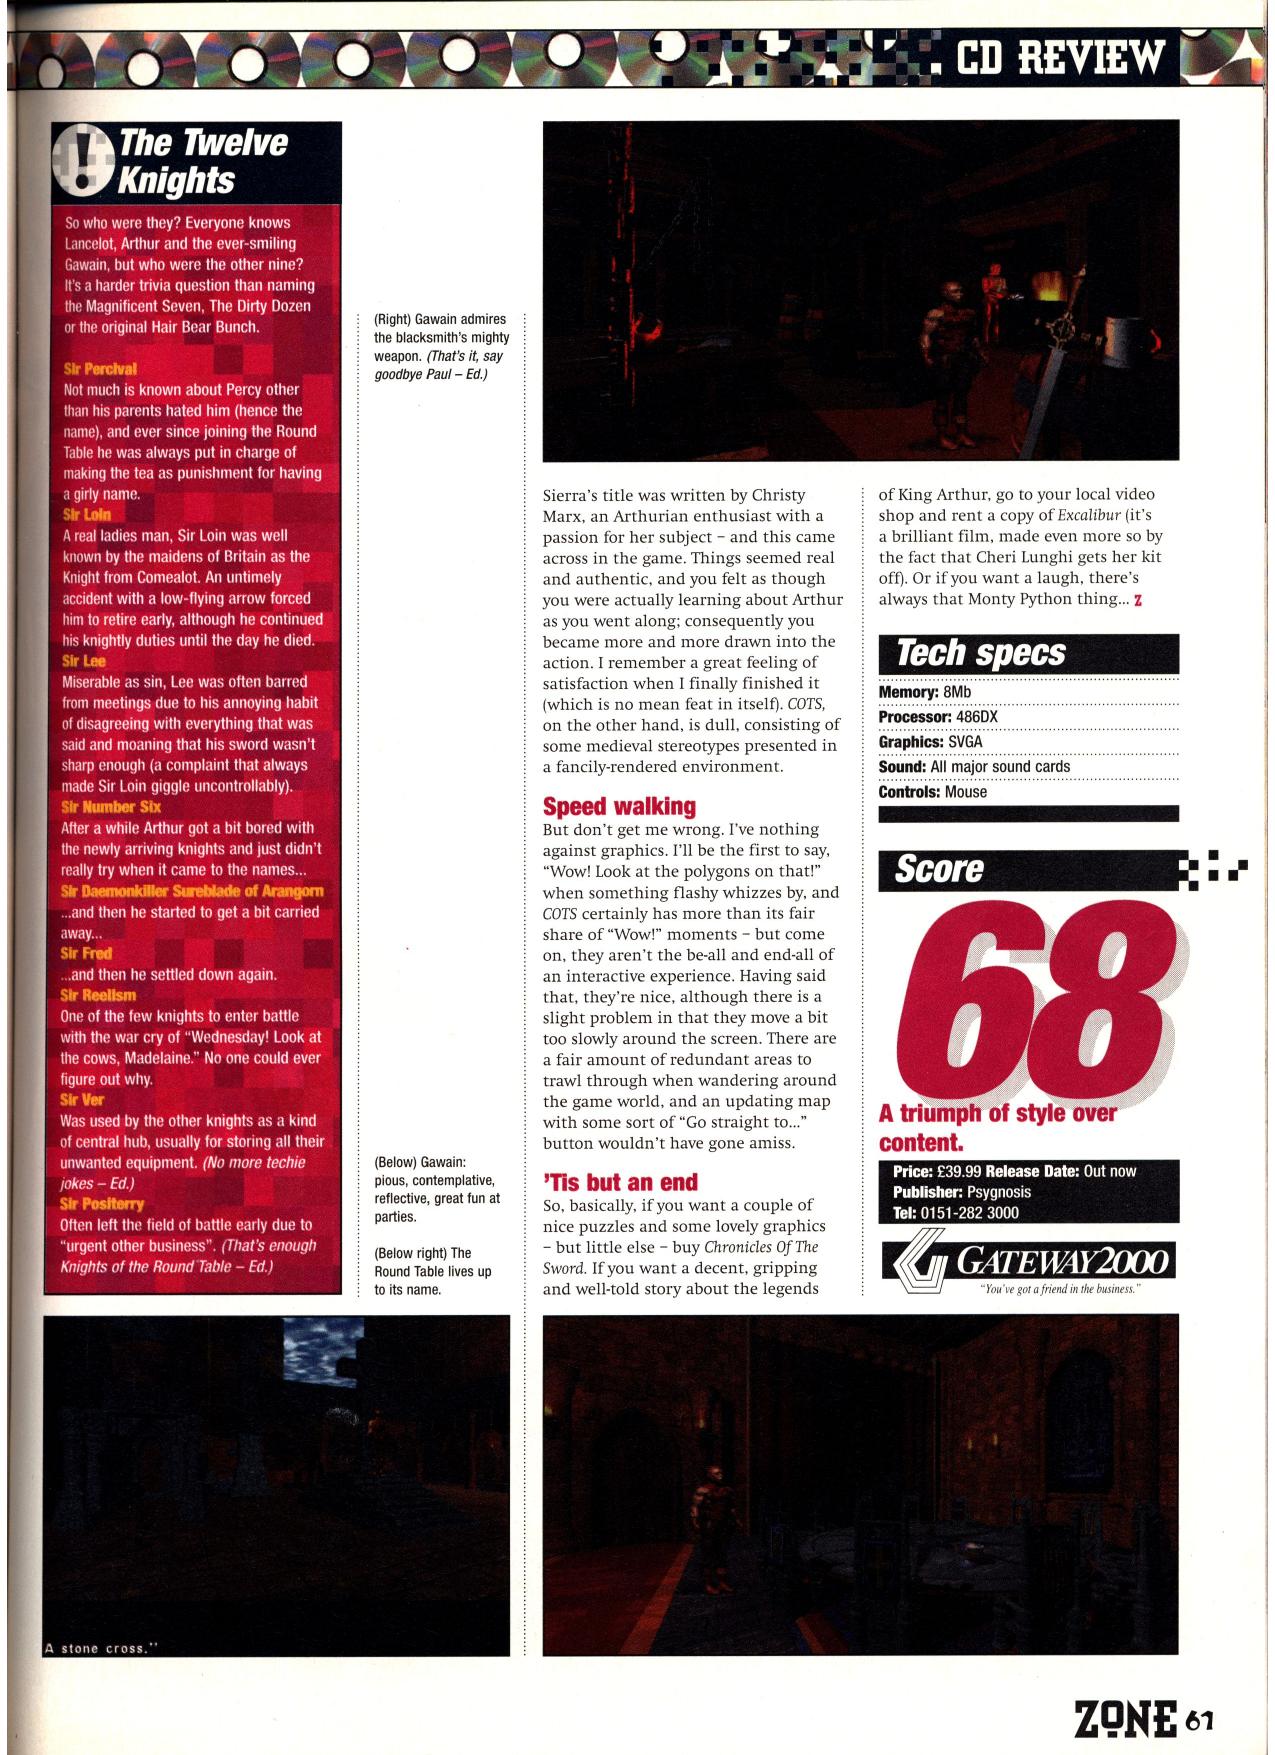 CD REVIEW
The Twelve
Knights
So who were they? Everyone knows
Lancelot, Arthur and the ever-smiling
Gawain, but who were the other nine?
It's a harder trivia question than naming
the Magnificent Seven, The Dirty Dozen
or the original Hair Bear Bunch.
Sir Percival
Not much is known about Percy other
than his parents hated him (hence the
name), and ever since joining the Round
Table he was always put in charge of
making the tea as punishment for having
a girly name.
Sir Loin
A real ladies man, Sir Loin was well
known by the maidens of Britain as the
Knight from Comealot. An untimely
accident with a low-flying arrow forced
him to retire early, although he continued
his knightly duties until the day he died.
Sir Lee
Miserable as sin, Lee was often barred
from meetings due to his annoying habit
of disagreeing with everything that was
said and moaning that his sword wasn't
sharp enough (a complaint that always
made Sir Loin giggle uncontrollably).
Sir Number Six
After a while Arthur got a bit bored with
the newly arriving knights and just didn't
really try when it came to the names...
Sir Daemonkiller Sureblade of Arangorn
...and then he started to get a bit carried
away...
Sir Fred
...and then he settled down again.
Sir Reelism
One of the few knights to enter battle
with the war cry of “Wednesday! Look at
the cows, Madelaine.” No one could ever
figure out why.
Sir Ver
Was used by the other knights as a kind
of central hub, usually for storing all their
unwanted equipment. (No more techie
jokes – Ed.)
Sir Positerry
Often left the field of battle early due to
“urgent other business”. (That's enough
Knights of the Round Table – Ed.)
(Right) Gawain admires
the blacksmith's mighty
weapon. (That's it, say
goodbye Paul – Ed.)
(Below) Gawain:
pious, contemplative,
reflective, great fun at
parties.
(Below right) The
Round Table lives up
to its name.
Sierra's title was written by Christy
Marx, an Arthurian enthusiast with a
passion for her subject – and this came
across in the game. Things seemed real
and authentic, and you felt as though
you were actually learning about Arthur
as you went along; consequently you
became more and more drawn into the
action. I remember a great feeling of
satisfaction when I finally finished it
(which is no mean feat in itself). COTS,
on the other hand, is dull, consisting of
some medieval stereotypes presented in
a fancily-rendered environment.
Speed walking
But don't get me wrong. I've nothing
against graphics. I'll be the first to say,
“Wow! Look at the polygons on that!”
when something flashy whizzes by, and
COTS certainly has more than its fair
share of “Wow!” moments – but come
on, they aren't the be-all and end-all of
an interactive experience. Having said
that, they're nice, although there is a
slight problem in that they move a bit
too slowly around the screen. There are
a fair amount of redundant areas to
trawl through when wandering around
the game world, and an updating map
with some sort of “Go straight to...”
button wouldn't have gone amiss.
'Tis but an end
So, basically, if you want a couple of
nice puzzles and some lovely graphics
– but little else – buy Chronicles Of The
Sword. If you want a decent, gripping
and well-told story about the legends
of King Arthur, go to your local video
shop and rent a copy of Excalibur (it's
a brilliant film, made even more so by
the fact that Cheri Lunghi gets her kit
off). Or if you want a laugh, there's
always that Monty Python thing... Z
Tech specs
Memory: 8Mb
Processor: 486DX
Graphics: SVGA
Sound: All major sound cards
Controls: Mouse
Score
68
A triumph of style over
content.
Price: £39.99 Release Date: Out now
Publisher: Psygnosis
Tel: 0151-282 3000
GATEWAY2000
“You've got a friend in the business.”
A stone cross."
ZONE 61